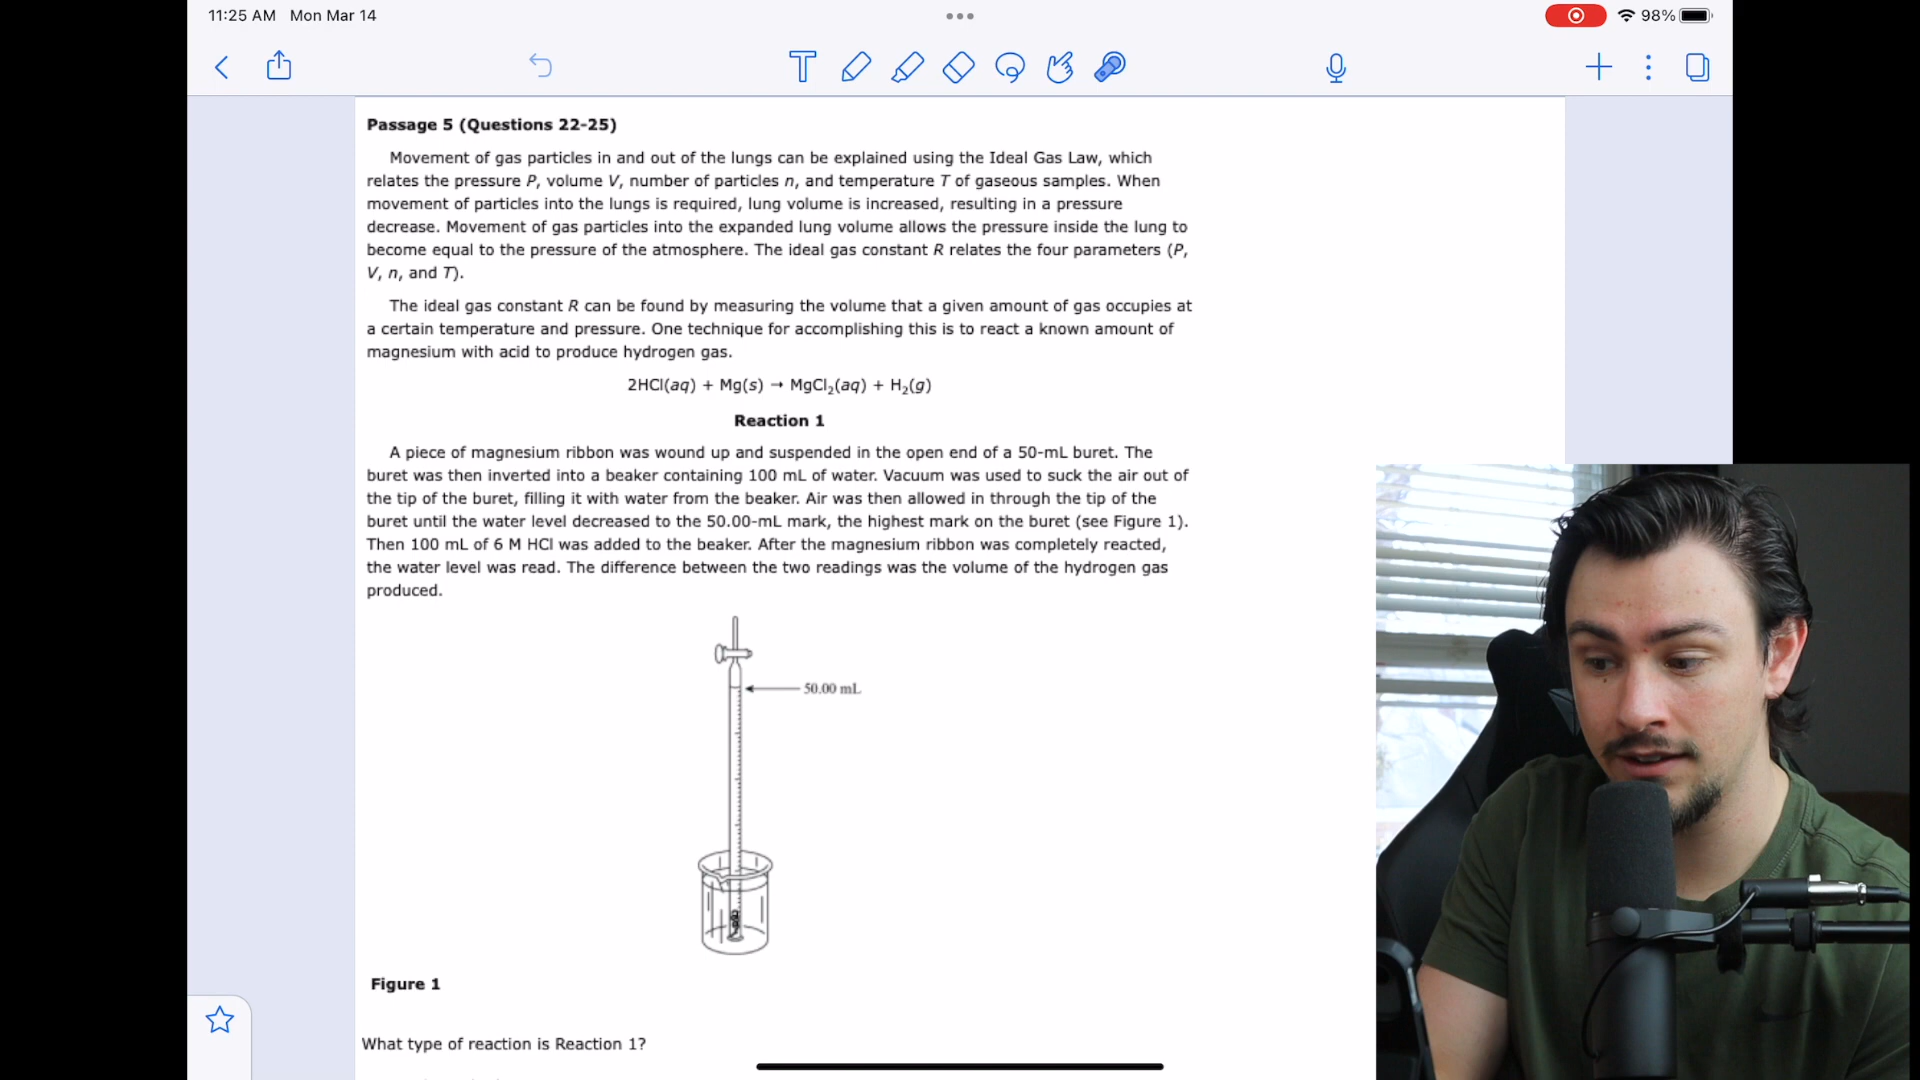 11:25 AM Mon Mar 14
98%
Passage 5 (Questions 22-25)
Movement of gas particles in and out of the lungs can be explained using the Ideal Gas Law, which
relates the pressure P, volume V, number of particles n, and temperature T of gaseous samples. When
movement of particles into the lungs is required, lung volume is increased, resulting in a pressure
decrease. Movement of gas particles into the expanded lung volume allows the pressure inside the lung to
become equal to the pressure of the atmosphere. The ideal gas constant R relates the four parameters (P,
V, n, and T).
The ideal gas constant R can be found by measuring the volume that a given amount of gas occupies at
a certain temperature and pressure. One technique for accomplishing this is to react a known amount of
magnesium with acid to produce hydrogen gas.
2HCl(aq) + Mg(s) → MgCl₂(aq) + H₂(g)
Reaction 1
A piece of magnesium ribbon was wound up and suspended in the open end of a 50-mL buret. The
buret was then inverted into a beaker containing 100 mL of water. Vacuum was used to suck the air out of
the tip of the buret, filling it with water from the beaker. Air was then allowed in through the tip of the
buret until the water level decreased to the 50.00-mL mark, the highest mark on the buret (see Figure 1).
Then 100 mL of 6 M HCl was added to the beaker. After the magnesium ribbon was completely reacted,
the water level was read. The difference between the two readings was the volume of the hydrogen gas
produced.
50.00 mL
Figure 1
What type of reaction is Reaction 1?